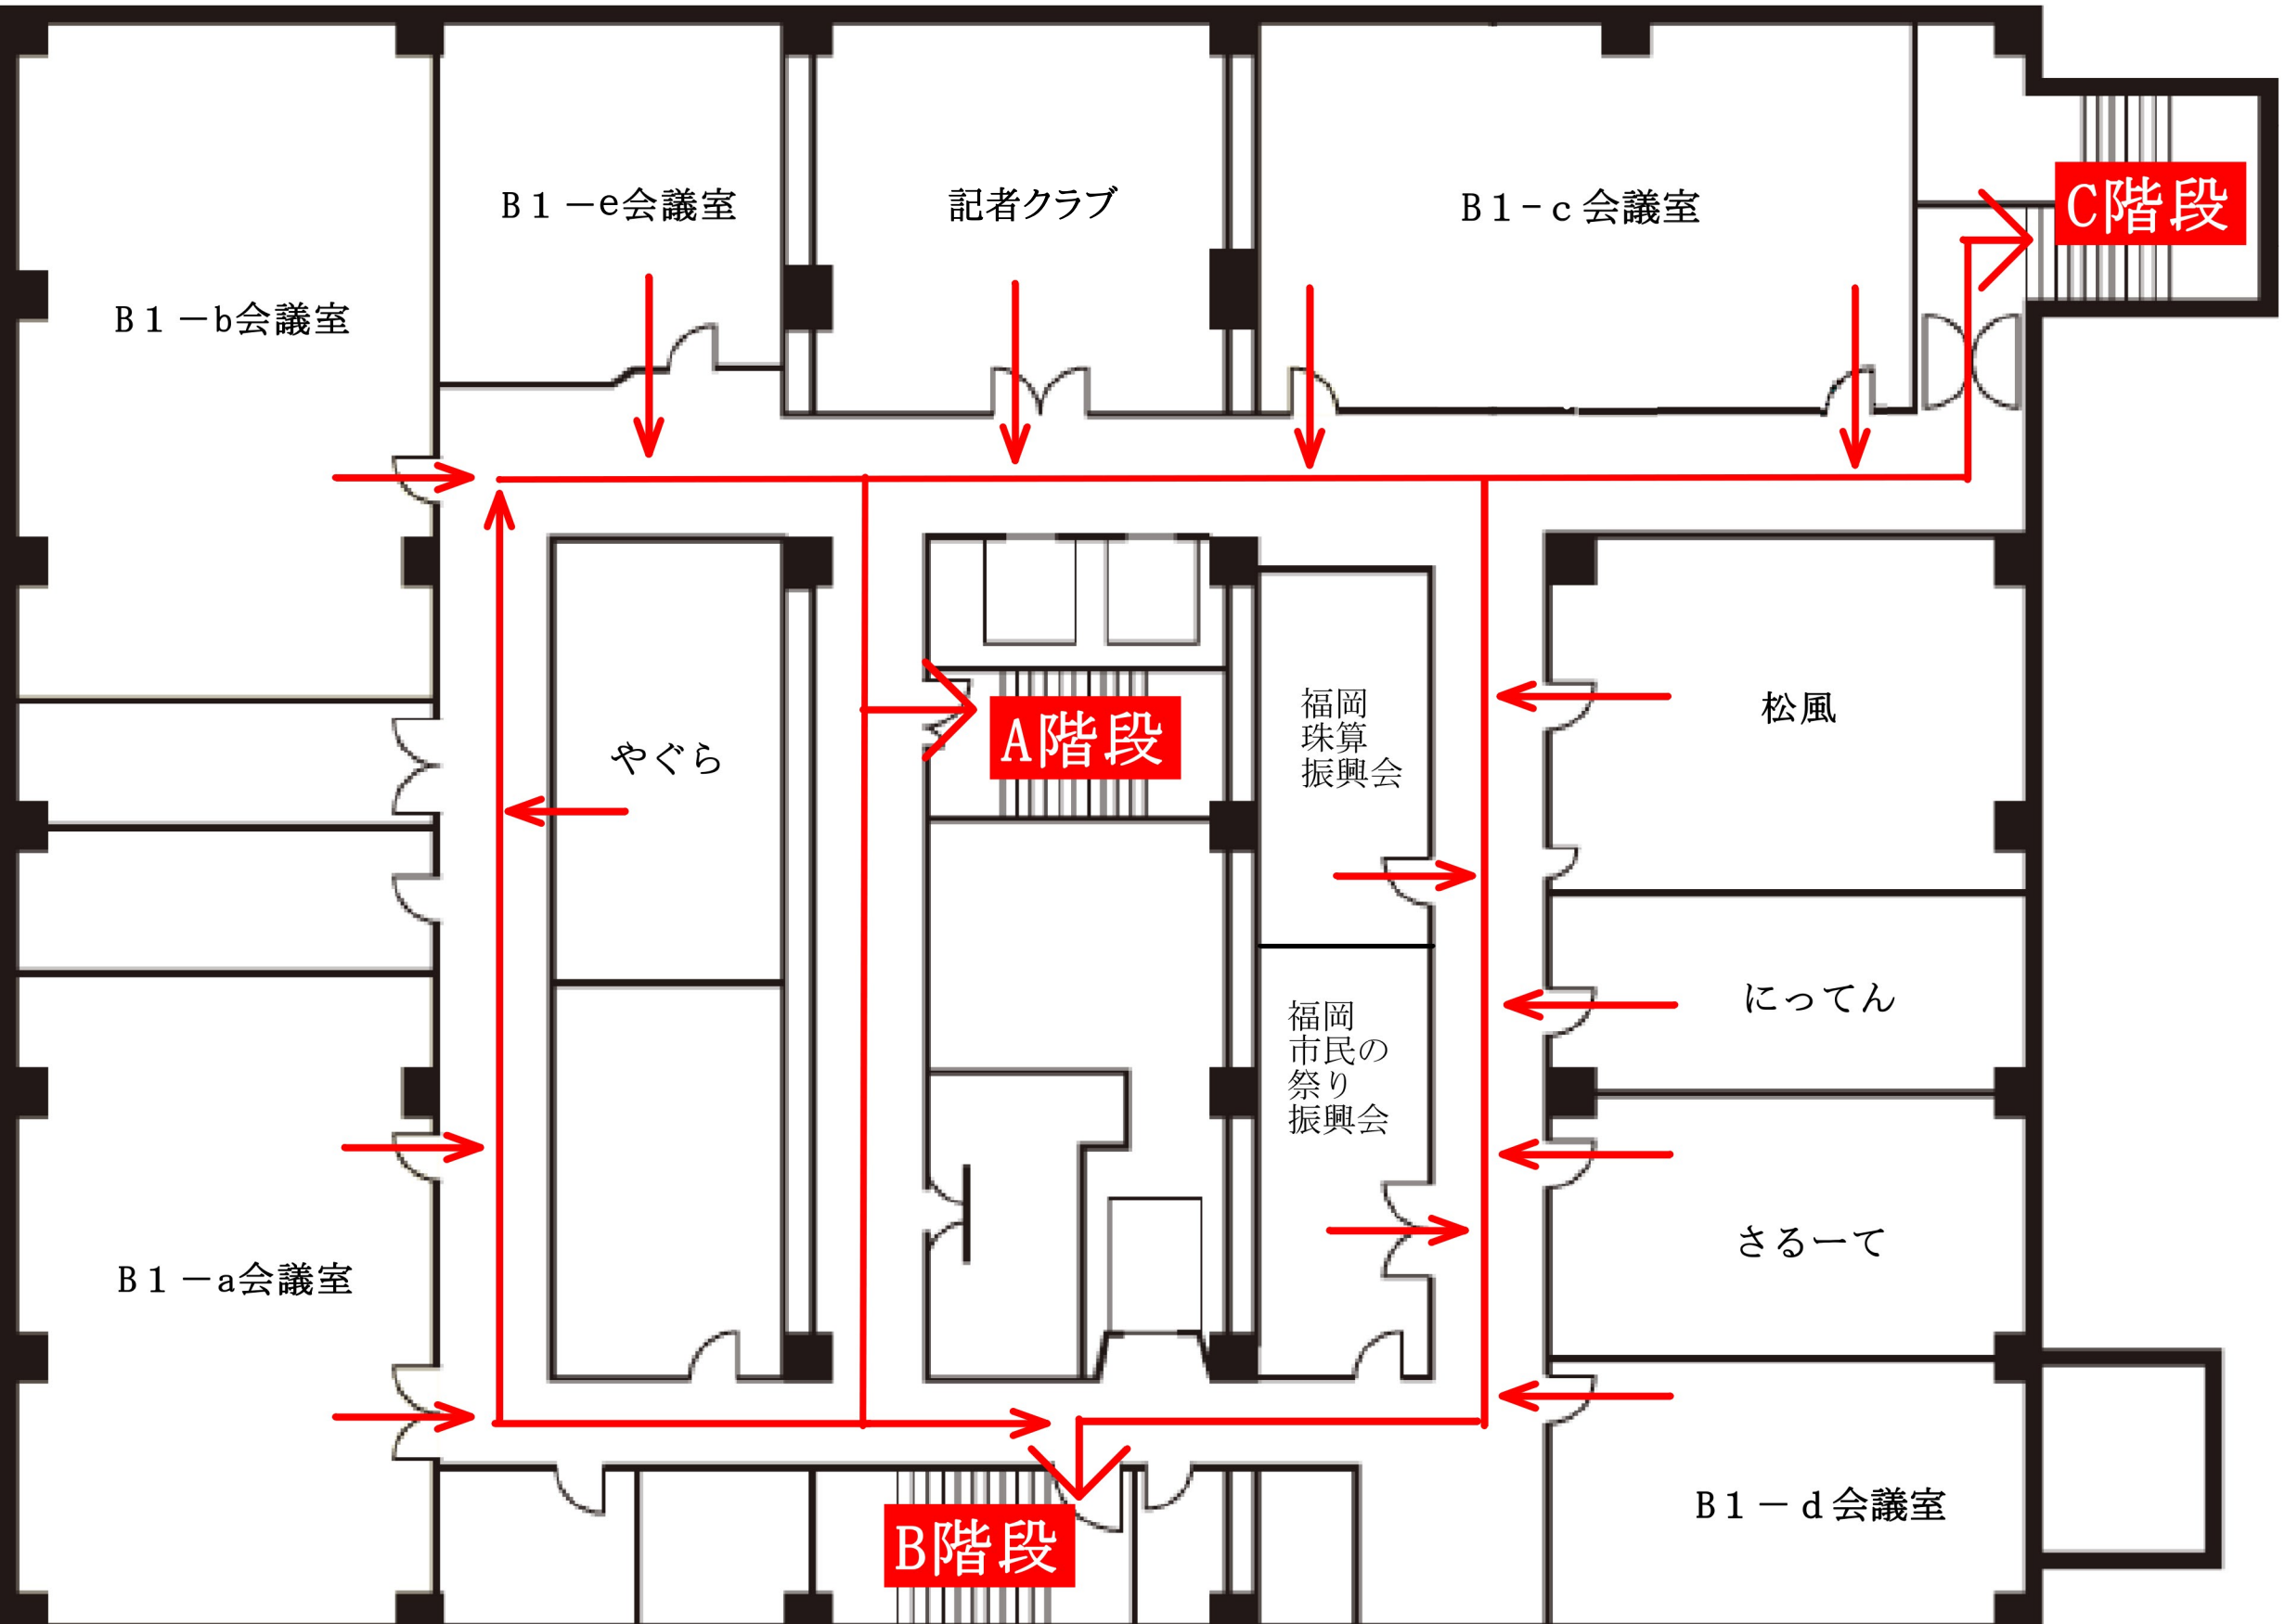 B1－e会議室
記者クラブ
B1-c会議室
C階段
B1－b会議室
福岡
珠算
振興会
松風
A階段
やぐら
にってん
福岡
市民の
祭り
振興会
さるーて
B1－a会議室
B1－d会議室
B階段